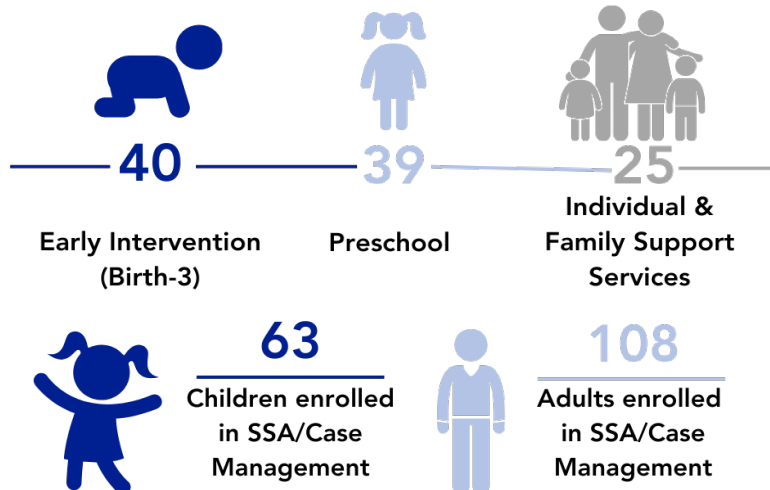 40
39
25
Early Intervention
(Birth-3)
Preschool
Individual &
Family Support
Services
63
Children enrolled
in SSA/Case
Management
108
Adults enrolled
in SSA/Case
Management